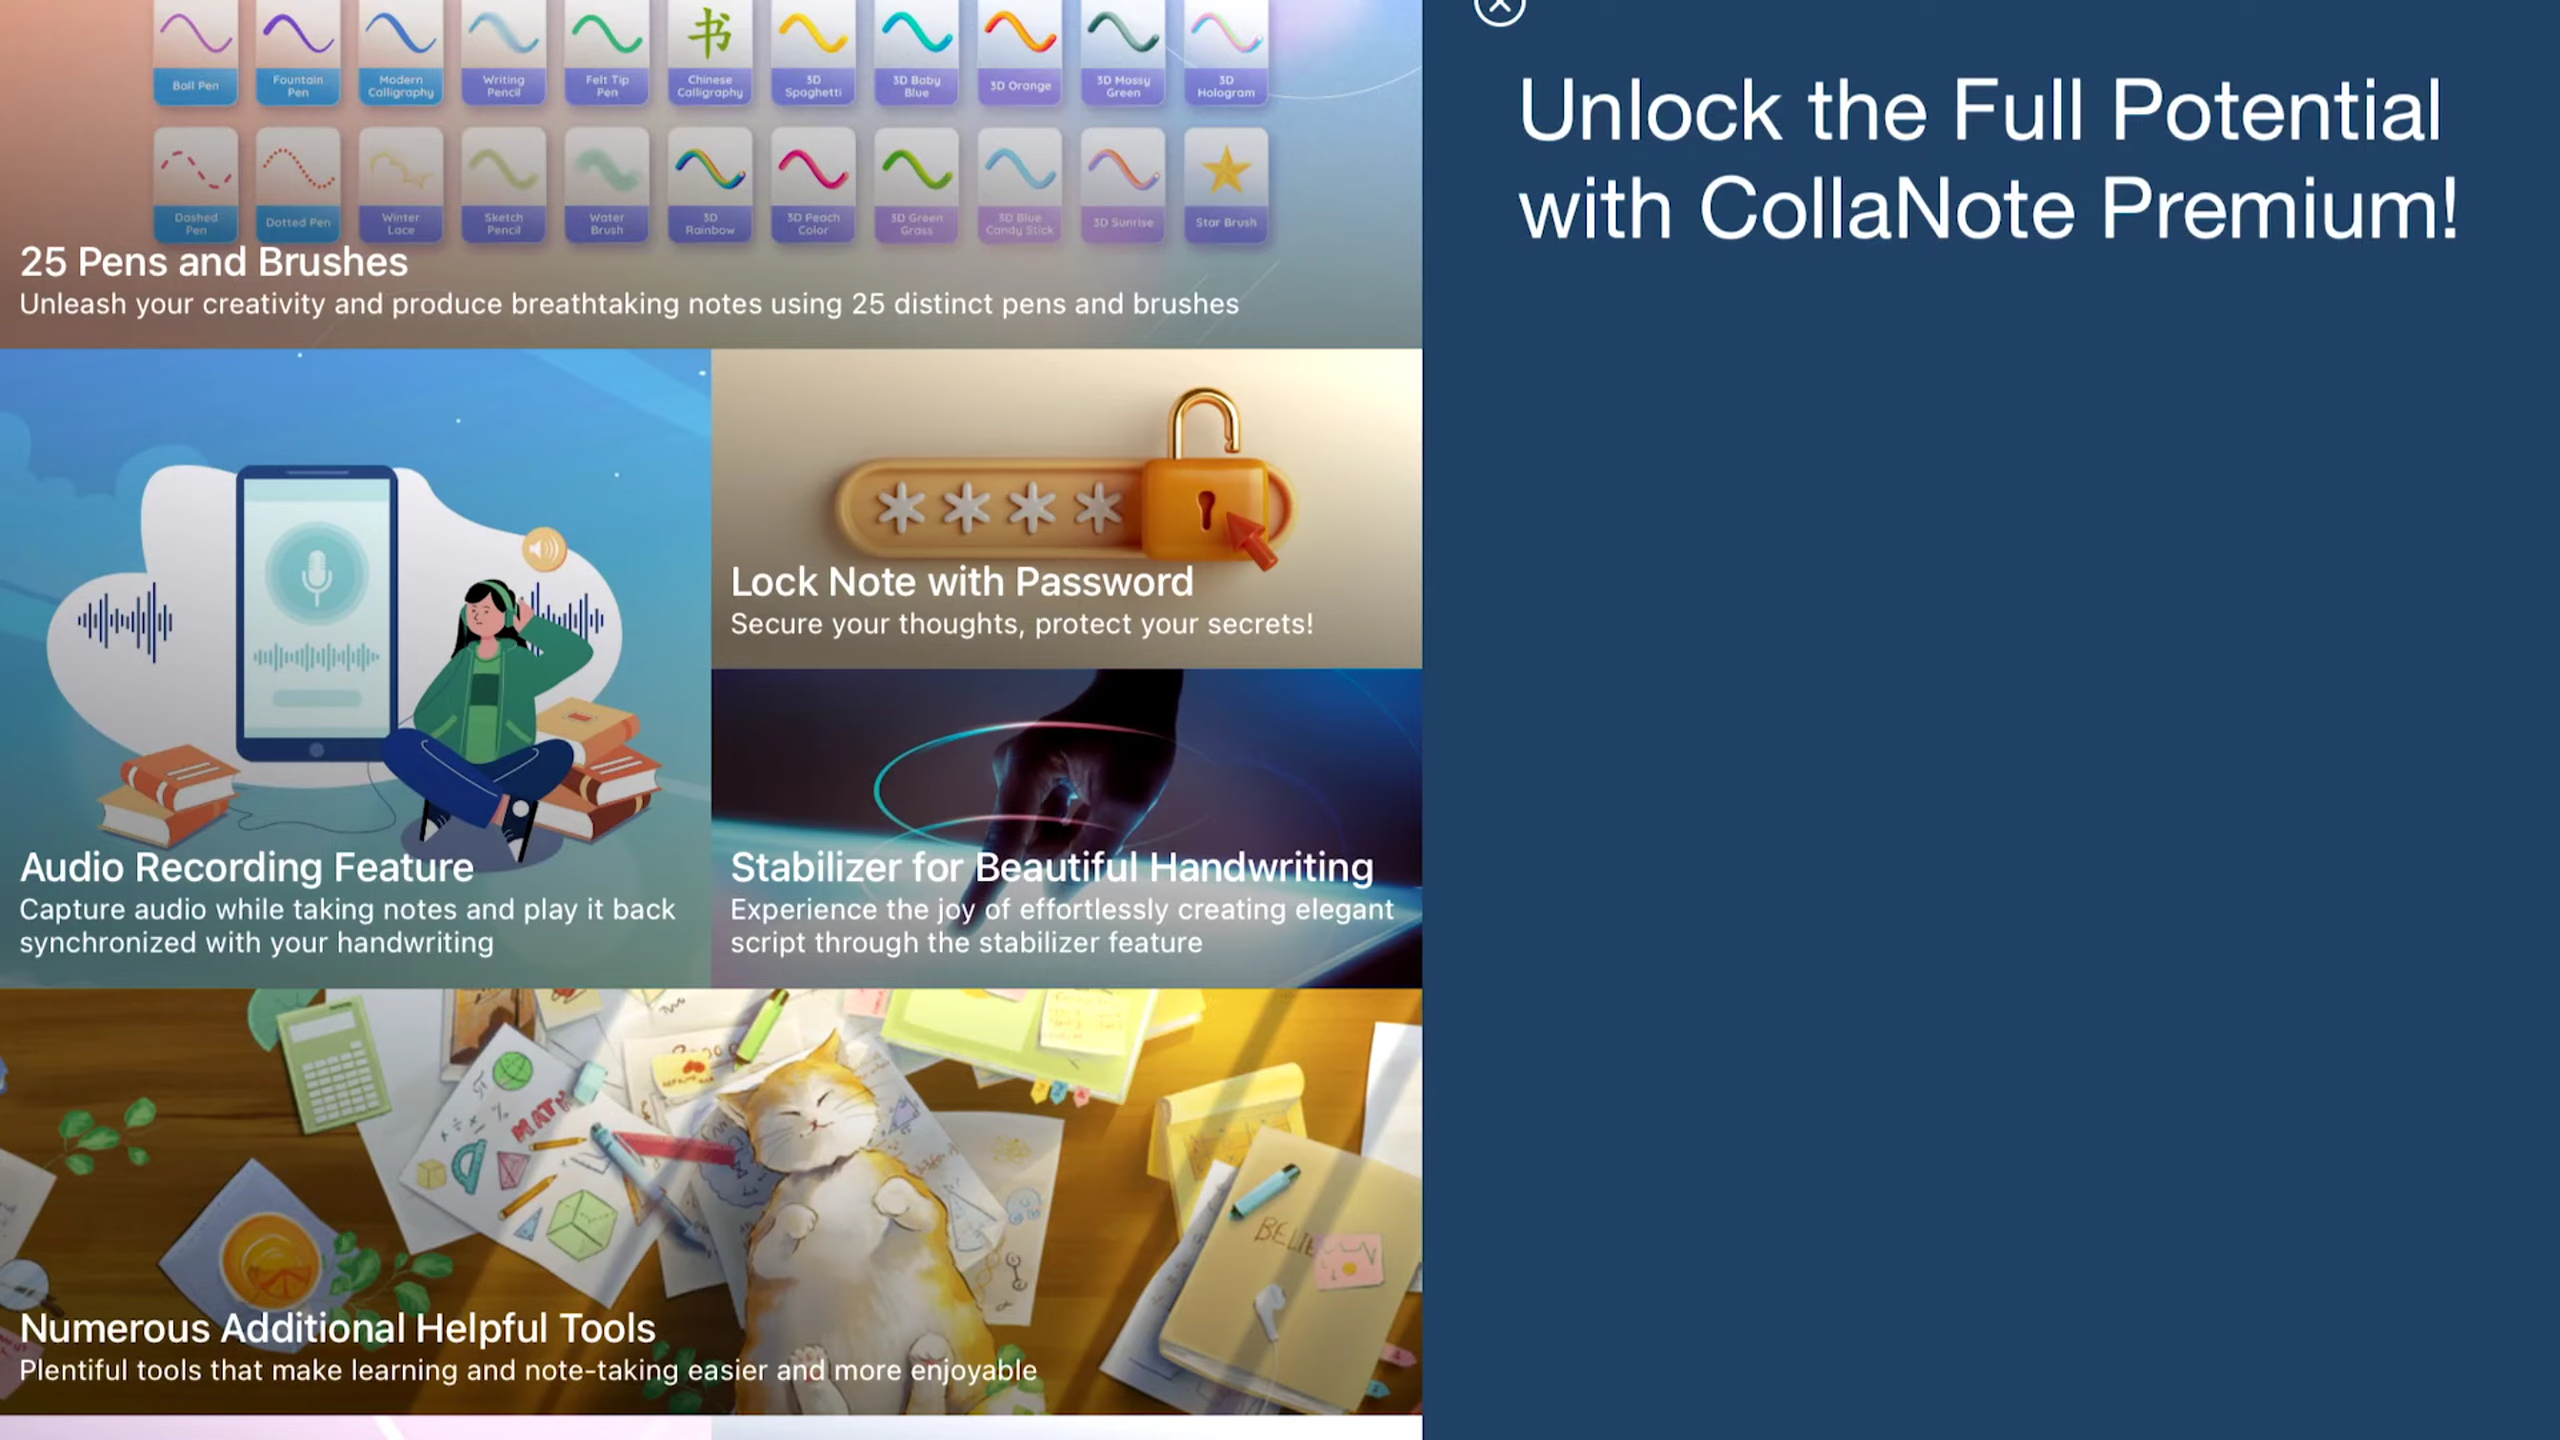 Ball Pen
Fountain
Pen
Modern
Calligraphy
Writing
Pencil
Felt Tip
Pen
书
Chinese
Calligraphy
3D
Spaghetti
3D Baby
Blue
3D Orange
3D Mossy
Green
3D
Hologram
Dashed
Pen
Dotted Pen
Winter
Lace
Sketch
Pencil
Water
Brush
3D
Rainbow
3D Peach
Color
3D Green
Grass
3D Blue
Candy Stick
3D Sunrise
Star Brush
25 Pens and Brushes
Unleash your creativity and produce breathtaking notes using 25 distinct pens and brushes
Lock Note with Password
Secure your thoughts, protect your secrets!
Audio Recording Feature
Capture audio while taking notes and play it back
synchronized with your handwriting
Stabilizer for Beautiful Handwriting
Experience the joy of effortlessly creating elegant
script through the stabilizer feature
MATH
Numerous Additional Helpful Tools
Plentiful tools that make learning and note-taking easier and more enjoyable
Unlock the Full Potential
with CollaNote Premium!